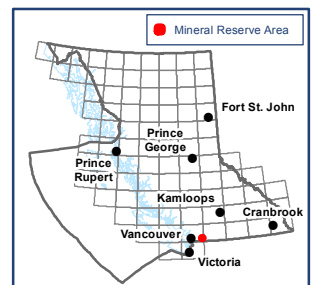 Mineral Reserve Area
Fort St. John
Prince
George
Prince
Rupert
Kamloops
Cranbrook
Vancouver
Victoria